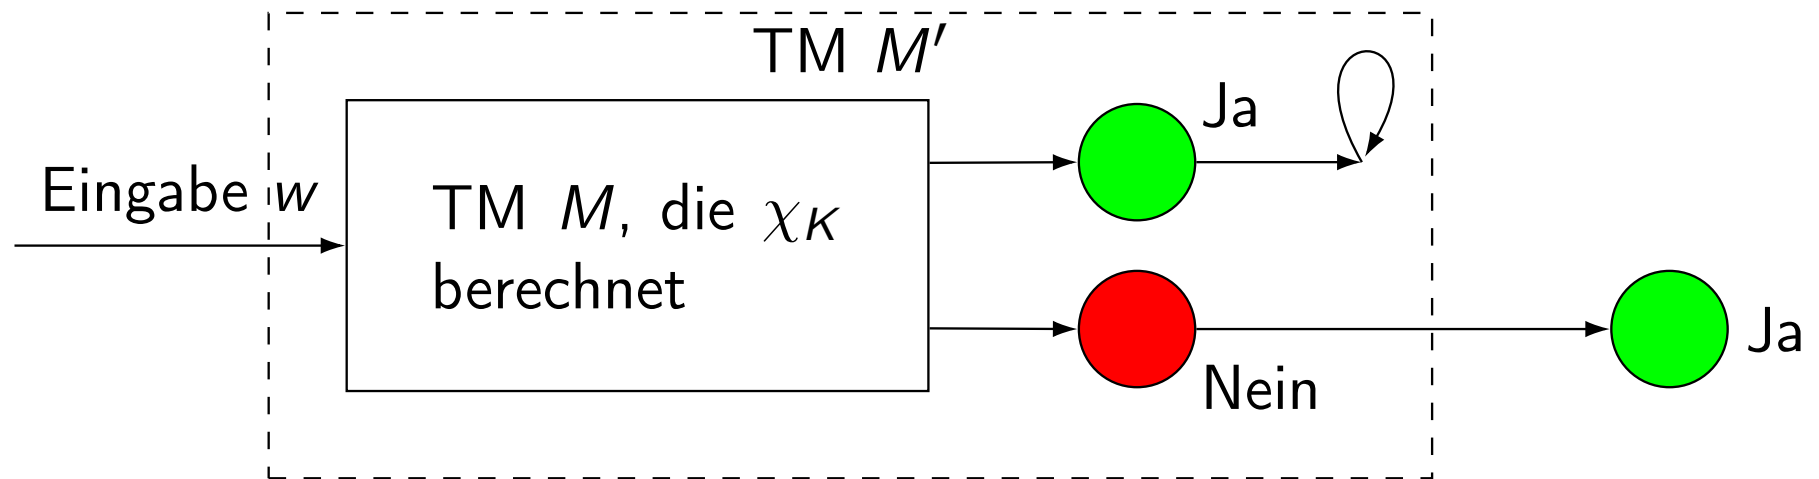 TM M′
Ja
Eingabe w
TM M, die χK
berechnet
Ja
Nein